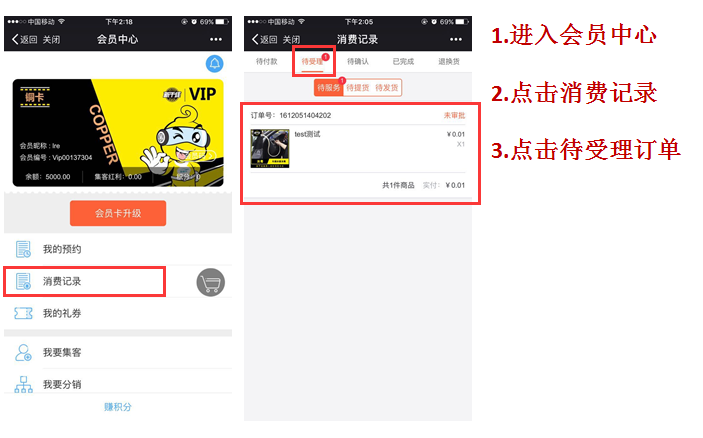 中国移动 下午2:18 69%
返回 关闭 会员中心
铜卡
VIP
COPPER
会员昵称 : Ire
会员编号 : Vip00137304
余额: 5000.00 集客红利: 0.00
会员卡升级
我的预约
消费记录
我的礼券
我要集客
我要分销
赚积分
中国移动 下午2:05 69%
返回 关闭 消费记录
待付款 待受理 1 待确认 已完成 退换货
待服务 1 待提货 待发货
订单号: 1612051404202 未审批
test测试 ¥ 0.01
X1
共1件商品 实付: ¥ 0.01
1.进入会员中心
2.点击消费记录
3.点击待受理订单